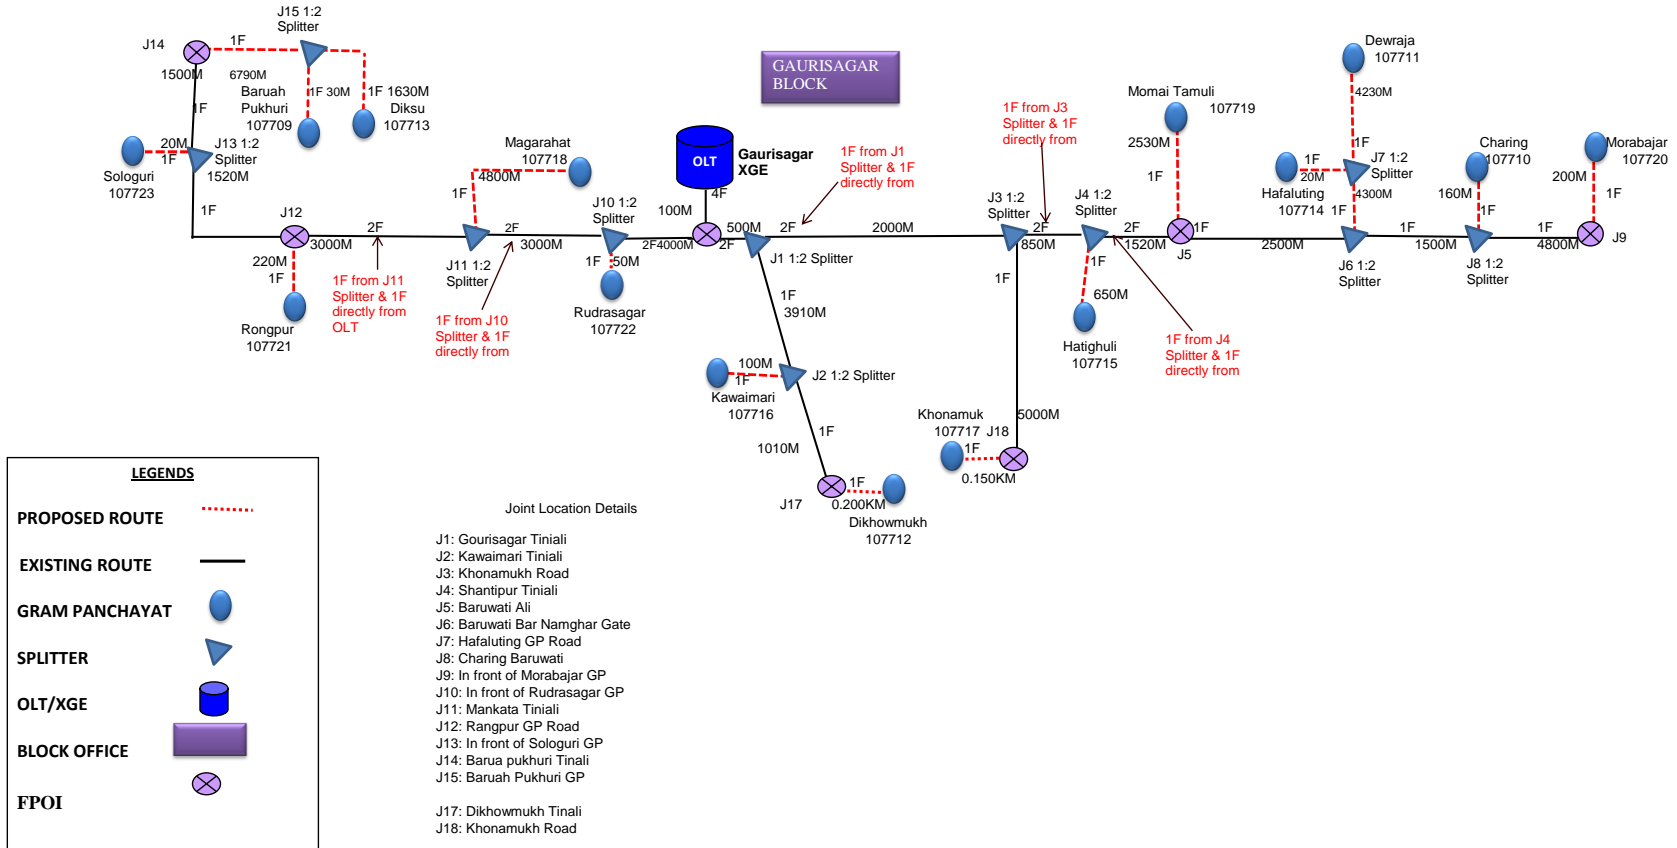 J15 1:2
Splitter
J14
1F
1500M
6790M
1F
Baruah
Pukhuri
107709
1F 30M
1F 1630M
Diksu
107713
20M
1F
Sologuri
107723
J13 1:2
Splitter
1520M
1F
J12
2F
3000M
220M
1F
Rongpur
107721
1F from J11
Splitter & 1F
directly from
OLT
Magarahat
107718
4800M
1F
2F
3000M
J11 1:2
Splitter
1F from J10
Splitter & 1F
directly from
J10 1:2
Splitter
1F
50M
Rudrasagar
107722
2F
4000M
GAURISAGAR
BLOCK
OLT
Gaurisagar
XGE
4F
100M
500M
2F
2F
1F from J1
Splitter & 1F
directly from
2000M
J1 1:2 Splitter
1F
3910M
100M
1F
Kawaimari
107716
J2 1:2 Splitter
1F
1010M
J17
1F
0.200KM
Dikhowmukh
107712
J3 1:2
Splitter
1F from J3
Splitter & 1F
directly from
2F
850M
1F
5000M
Khonamuk
107717
J18
1F
0.150KM
J4 1:2
Splitter
1F
650M
Hatighuli
107715
2F
1520M
1F from J4
Splitter & 1F
directly from
Momai Tamuli
107719
2530M
1F
J5
1F
2500M
Dewraja
107711
4230M
1F
J7 1:2
Splitter
1F
20M
Hafaluting
107714
4300M
1F
J6 1:2
Splitter
1F
1500M
Charing
107710
160M
1F
J8 1:2
Splitter
1F
4800M
Morabajar
107720
200M
1F
J9
LEGENDS
PROPOSED ROUTE
EXISTING ROUTE
GRAM PANCHAYAT
SPLITTER
OLT/XGE
BLOCK OFFICE
FPOI
Joint Location Details
J1: Gourisagar Tiniali
J2: Kawaimari Tiniali
J3: Khonamukh Road
J4: Shantipur Tiniali
J5: Baruwati Ali
J6: Baruwati Bar Namghar Gate
J7: Hafaluting GP Road
J8: Charing Baruwati
J9: In front of Morabajar GP
J10: In front of Rudrasagar GP
J11: Mankata Tiniali
J12: Rangpur GP Road
J13: In front of Sologuri GP
J14: Barua pukhuri Tinali
J15: Baruah Pukhuri GP
J17: Dikhowmukh Tinali
J18: Khonamukh Road